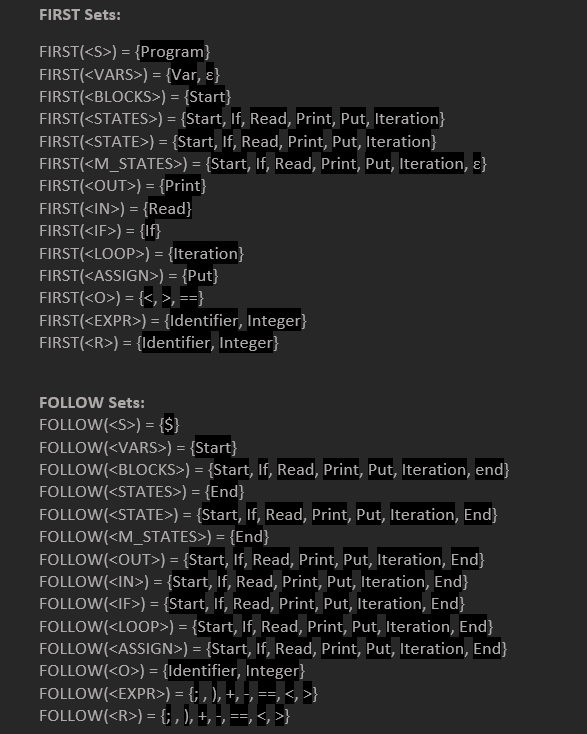 FIRST Sets:
FIRST(<S>) = {Program}
FIRST(<VARS>) = {Var, ε}
FIRST(<BLOCKS>) = {Start}
FIRST(<STATES>) = {Start, If, Read, Print, Put, Iteration}
FIRST(<STATE>) = {Start, If, Read, Print, Put, Iteration}
FIRST(<M_STATES>) = {Start, If, Read, Print, Put, Iteration, ε}
FIRST(<OUT>) = {Print}
FIRST(<IN>) = {Read}
FIRST(<IF>) = {If}
FIRST(<LOOP>) = {Iteration}
FIRST(<ASSIGN>) = {Put}
FIRST(<O>) = {<, >, ==}
FIRST(<EXPR>) = {Identifier, Integer}
FIRST(<R>) = {Identifier, Integer}
FOLLOW Sets:
FOLLOW(<S>) = {$}
FOLLOW(<VARS>) = {Start}
FOLLOW(<BLOCKS>) = {Start, If, Read, Print, Put, Iteration, end}
FOLLOW(<STATES>) = {End}
FOLLOW(<STATE>) = {Start, If, Read, Print, Put, Iteration, End}
FOLLOW(<M_STATES>) = {End}
FOLLOW(<OUT>) = {Start, If, Read, Print, Put, Iteration, End}
FOLLOW(<IN>) = {Start, If, Read, Print, Put, Iteration, End}
FOLLOW(<IF>) = {Start, If, Read, Print, Put, Iteration, End}
FOLLOW(<LOOP>) = {Start, If, Read, Print, Put, Iteration, End}
FOLLOW(<ASSIGN>) = {Start, If, Read, Print, Put, Iteration, End}
FOLLOW(<O>) = {Identifier, Integer}
FOLLOW(<EXPR>) = {; , ), +, -, ==, <, >}
FOLLOW(<R>) = {; , ), +, -, ==, <, >}